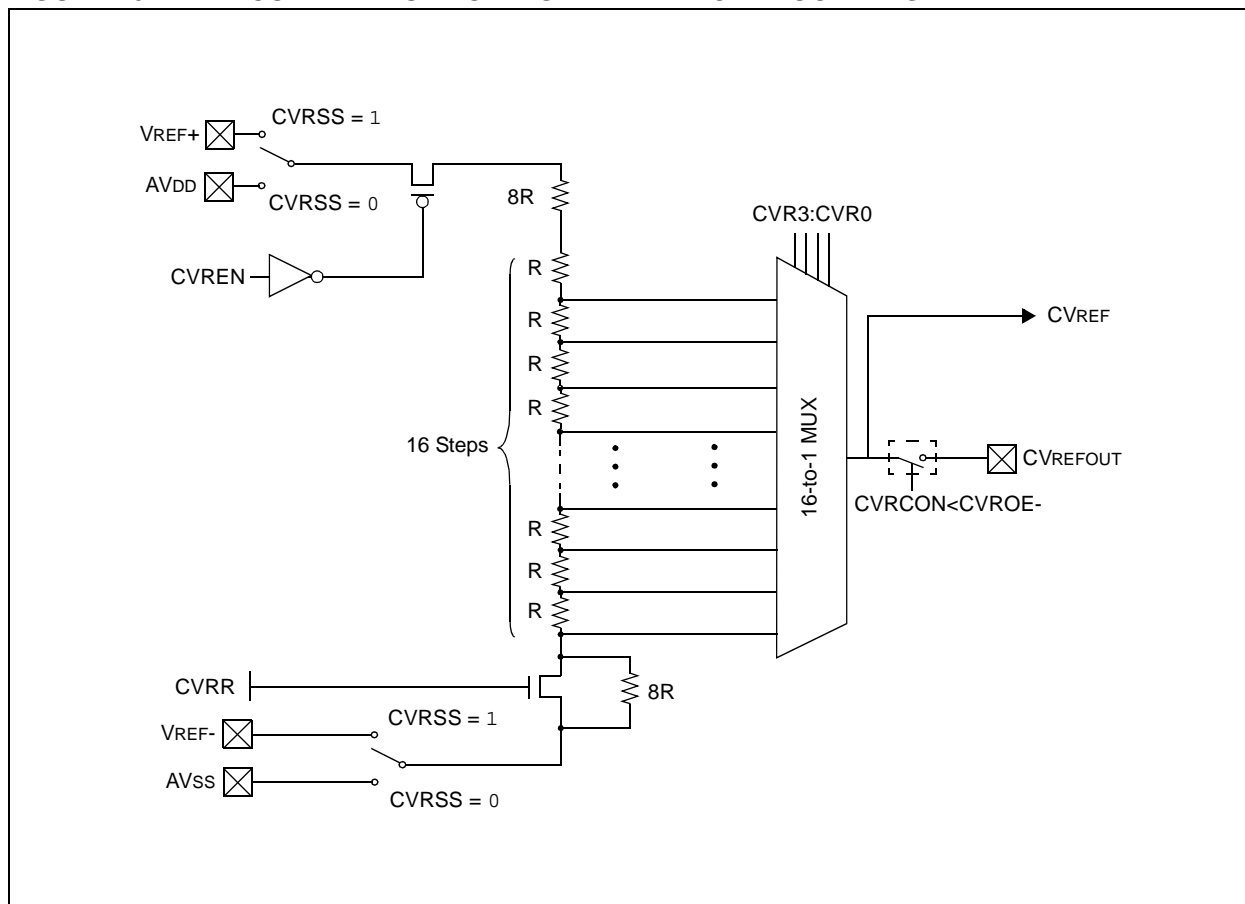 CVRSS = 1
VREF+
AVDD
CVRSS = 0
8R
CVR3:CVR0
CVREN
R
R
R
R
16 Steps
CVREF
16-to-1 MUX
CVREFOUT
CVRCON<CVROE-
R
R
R
CVRR
8R
CVRSS = 1
VREF-
AVSS
CVRSS = 0